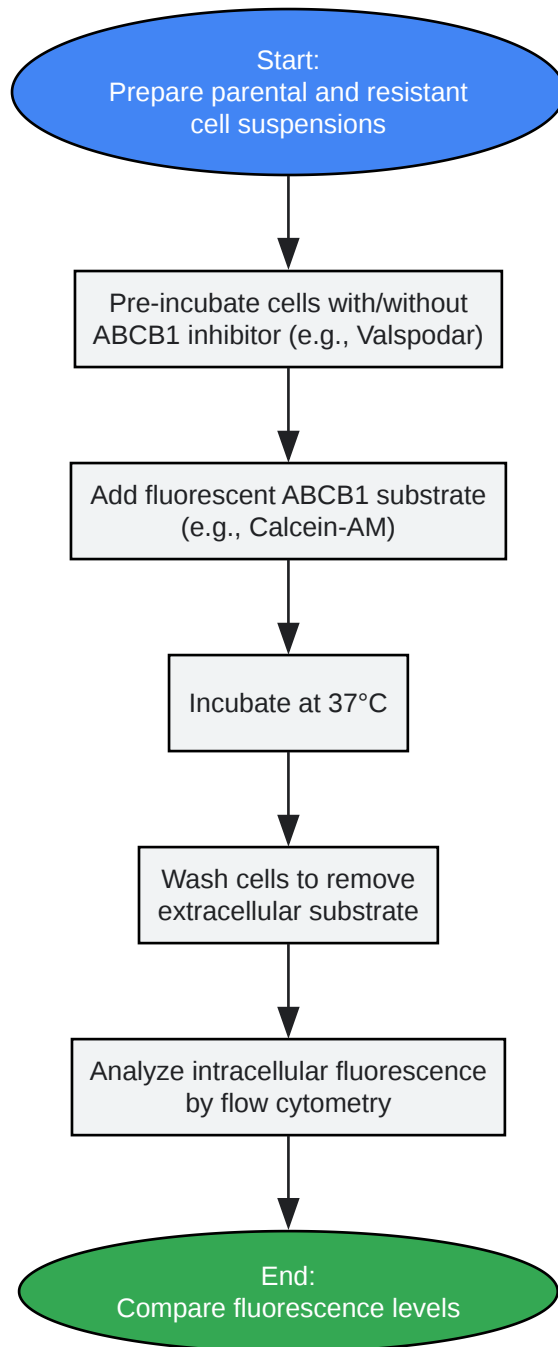 Start:
Prepare parental and resistant
cell suspensions
Pre-incubate cells with/without
ABCB1 inhibitor (e.g., Valspodar)
Add fluorescent ABCB1 substrate
(e.g., Calcein-AM)
Incubate at 37°C
Wash cells to remove
extracellular substrate
Analyze intracellular fluorescence
by flow cytometry
End:
Compare fluorescence levels